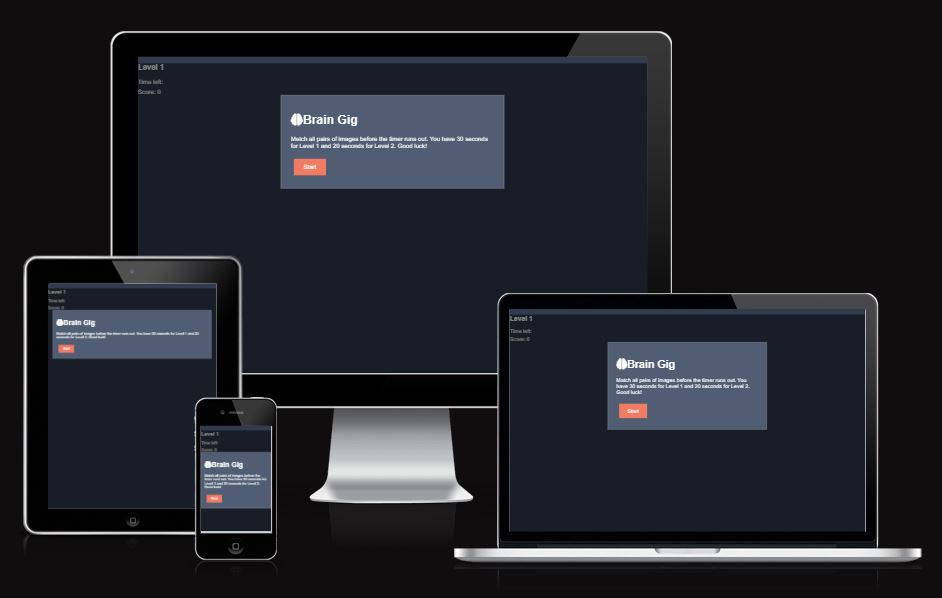 Level 1
Time left:
Score: 0
Brain Gig
Match all pairs of images before the timer runs out. You have 30 seconds
for Level 1 and 20 seconds for Level 2. Good luck!
Start
Level 1
Time left:
Score: 0
Brain Gig
Match all pairs of images before the timer runs out. You have 30 seconds for Level 1 and 20
seconds for Level 2. Good luck!
Start
Level 1
Time left:
Score: 0
Brain Gig
Match all pairs of images before the
timer runs out. You have 30 seconds for
Level 1 and 20 seconds for Level 2.
Good luck!
Start
Level 1
Time left:
Score: 0
Brain Gig
Match all pairs of images before the timer runs out. You
have 30 seconds for Level 1 and 20 seconds for Level 2.
Good luck!
Start